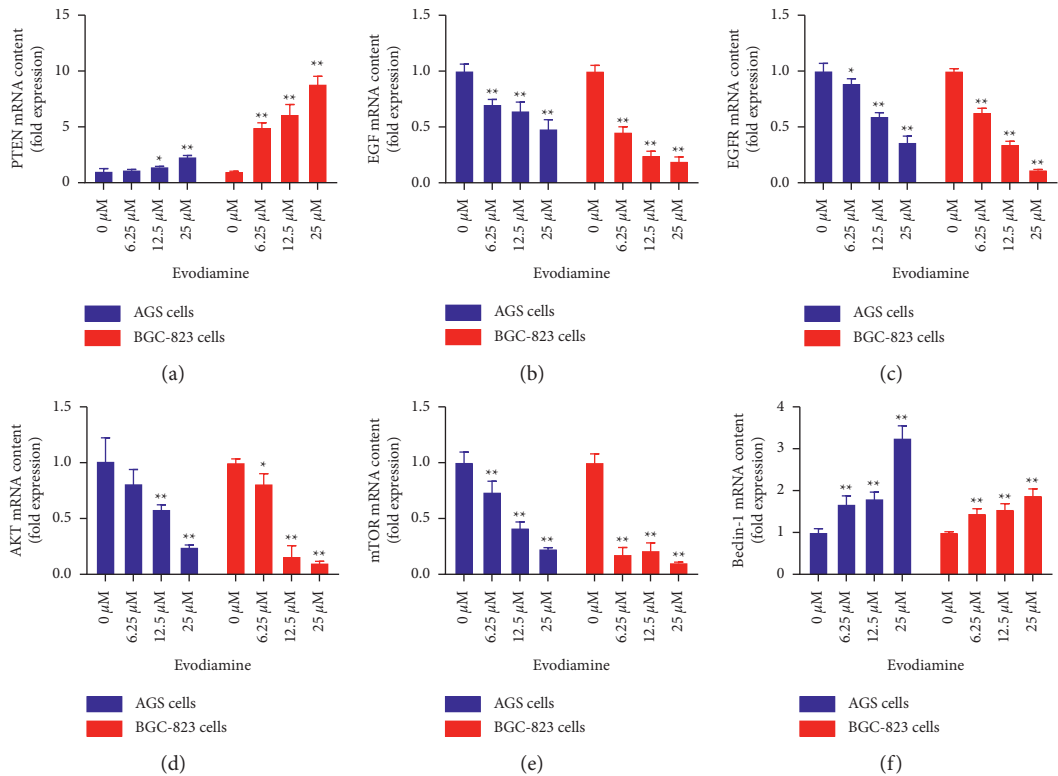 PTEN mRNA content
(fold expression)
15
10
5
0
*
**
**
**
**
0 μM
6.25 μM
12.5 μM
25 μM
0 μM
6.25 μM
12.5 μM
25 μM
Evodiamine
AGS cells
BGC-823 cells
(a)
EGF mRNA content
(fold expression)
1.5
1.0
0.5
0.0
**
**
**
**
**
**
0 μM
6.25 μM
12.5 μM
25 μM
0 μM
6.25 μM
12.5 μM
25 μM
Evodiamine
AGS cells
BGC-823 cells
(b)
EGFR mRNA content
(fold expression)
1.5
1.0
0.5
0.0
*
**
**
**
**
**
0 μM
6.25 μM
12.5 μM
25 μM
0 μM
6.25 μM
12.5 μM
25 μM
Evodiamine
AGS cells
BGC-823 cells
(c)
AKT mRNA content
(fold expression)
1.5
1.0
0.5
0.0
**
**
*
**
**
0 μM
6.25 μM
12.5 μM
25 μM
0 μM
6.25 μM
12.5 μM
25 μM
Evodiamine
AGS cells
BGC-823 cells
(d)
mTOR mRNA content
(fold expression)
1.5
1.0
0.5
0.0
**
**
**
**
**
**
0 μM
6.25 μM
12.5 μM
25 μM
0 μM
6.25 μM
12.5 μM
25 μM
Evodiamine
AGS cells
BGC-823 cells
(e)
Beclin-1 mRNA content
(fold expression)
4
3
2
1
0
**
**
**
**
**
**
0 μM
6.25 μM
12.5 μM
25 μM
0 μM
6.25 μM
12.5 μM
25 μM
Evodiamine
AGS cells
BGC-823 cells
(f)